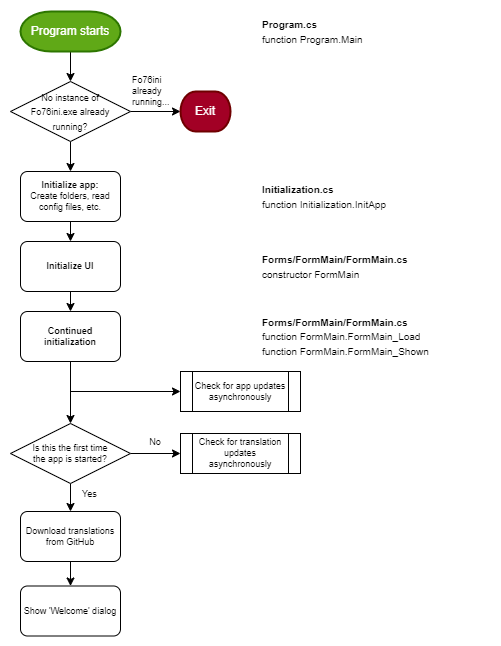 Program starts
Program.cs
function Program.Main
No instance of
Fo76ini.exe already
running?
Fo76ini
already
running...
Exit
Initialize app:
Create folders, read
config files, etc.
Initialization.cs
function Initialization.InitApp
Initialize UI
Forms/FormMain/FormMain.cs
constructor FormMain
Continued
initialization
Forms/FormMain/FormMain.cs
function FormMain.FormMain_Load
function FormMain.FormMain_Shown
Check for app updates
asynchronously
Is this the first time
the app is started?
No
Check for translation
updates
asynchronously
Yes
Download translations
from GitHub
Show 'Welcome' dialog